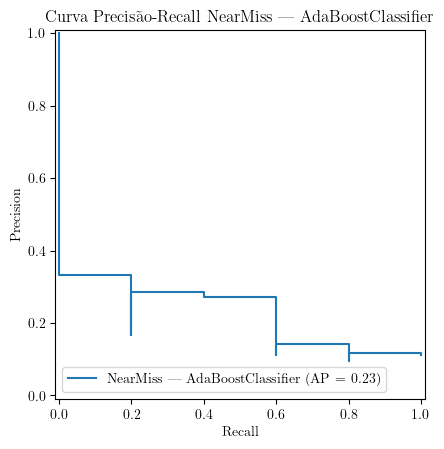 Curva Precisão-Recall NearMiss — AdaBoostClassifier
1.0
0.8
0.6
0.4
0.2
0.0
Precision
NearMiss — AdaBoostClassifier (AP = 0.23)
0.0 0.2 0.4 0.6 0.8 1.0
Recall